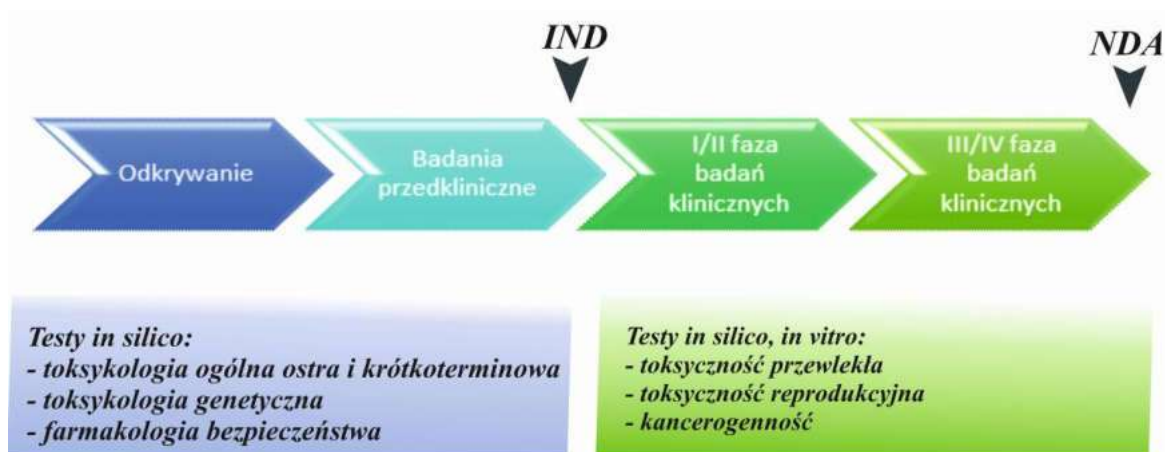 IND
NDA
Odkrywanie
Badania
przedkliniczne
I/II faza
badań
klinicznych
III/IV faza
badań
klinicznych
Testy in silico:
- toksykologia ogólna ostra i krótkoterminowa
- toksykologia genetyczna
- farmakologia bezpieczeństwa
Testy in silico, in vitro:
- toksyczność przewlekła
- toksyczność reprodukcyjna
- kancerogenność